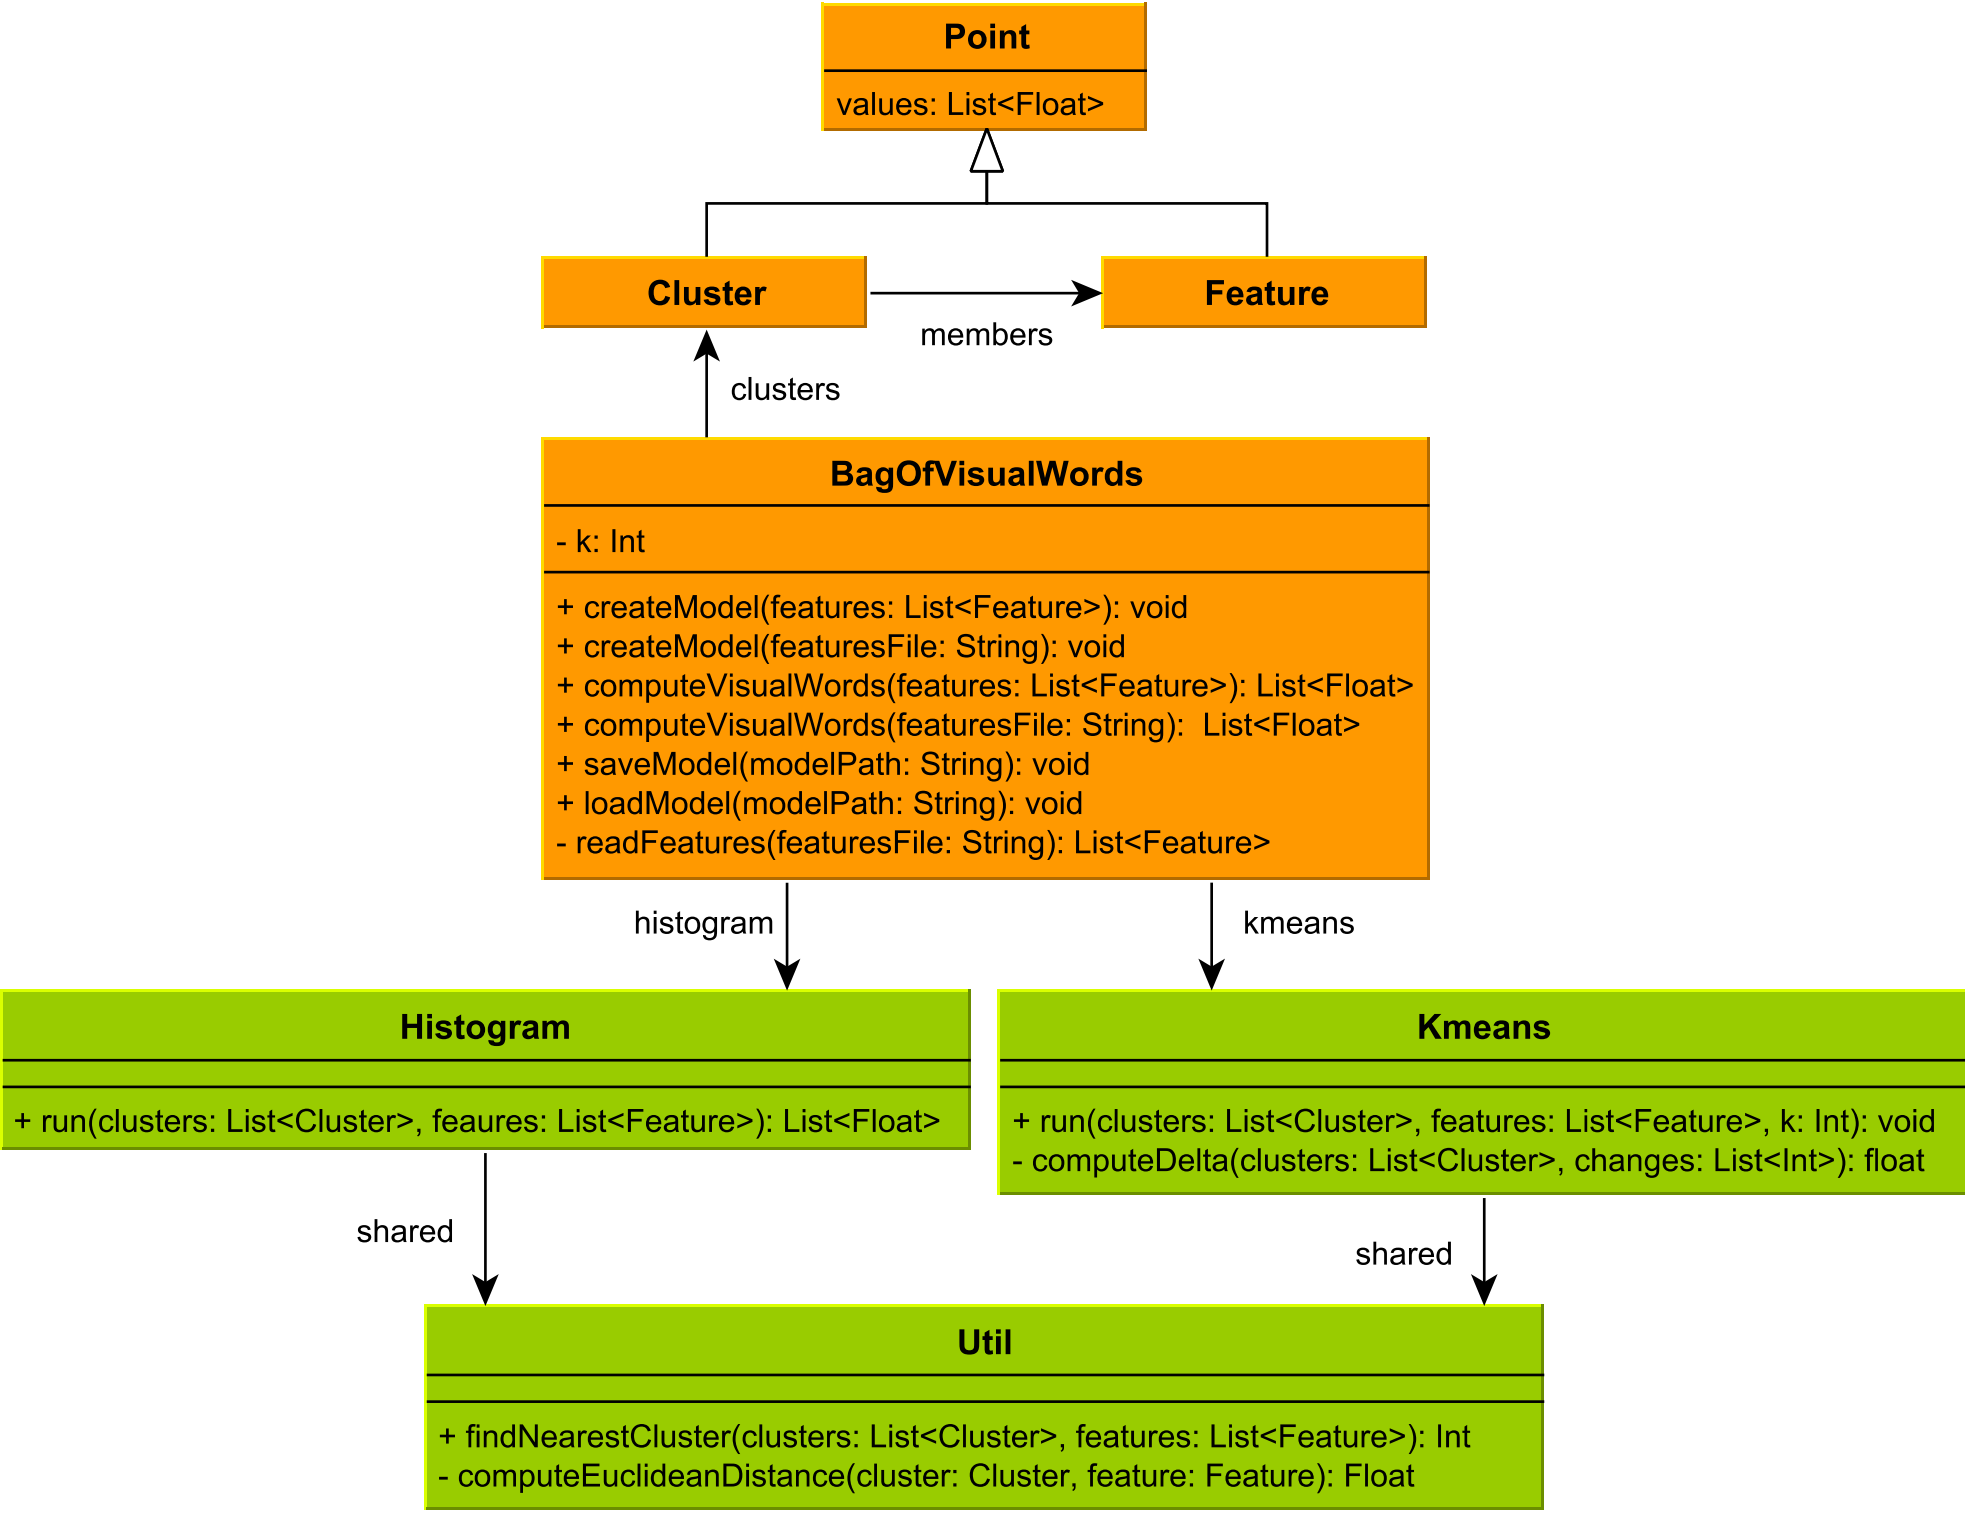 Point
values: List<Float>
Cluster
Feature
members
clusters
BagOfVisualWords
- k: Int
+ createModel(features: List<Feature>): void
+ createModel(featuresFile: String): void
+ computeVisualWords(features: List<Feature>): List<Float>
+ computeVisualWords(featuresFile: String):  List<Float>
+ saveModel(modelPath: String): void
+ loadModel(modelPath: String): void
- readFeatures(featuresFile: String): List<Feature>
histogram
kmeans
Histogram
+ run(clusters: List<Cluster>, feaures: List<Feature>): List<Float>
Kmeans
+ run(clusters: List<Cluster>, features: List<Feature>, k: Int): void
- computeDelta(clusters: List<Cluster>, changes: List<Int>): float
shared
shared
Util
+ findNearestCluster(clusters: List<Cluster>, features: List<Feature>): Int
- computeEuclideanDistance(cluster: Cluster, feature: Feature): Float